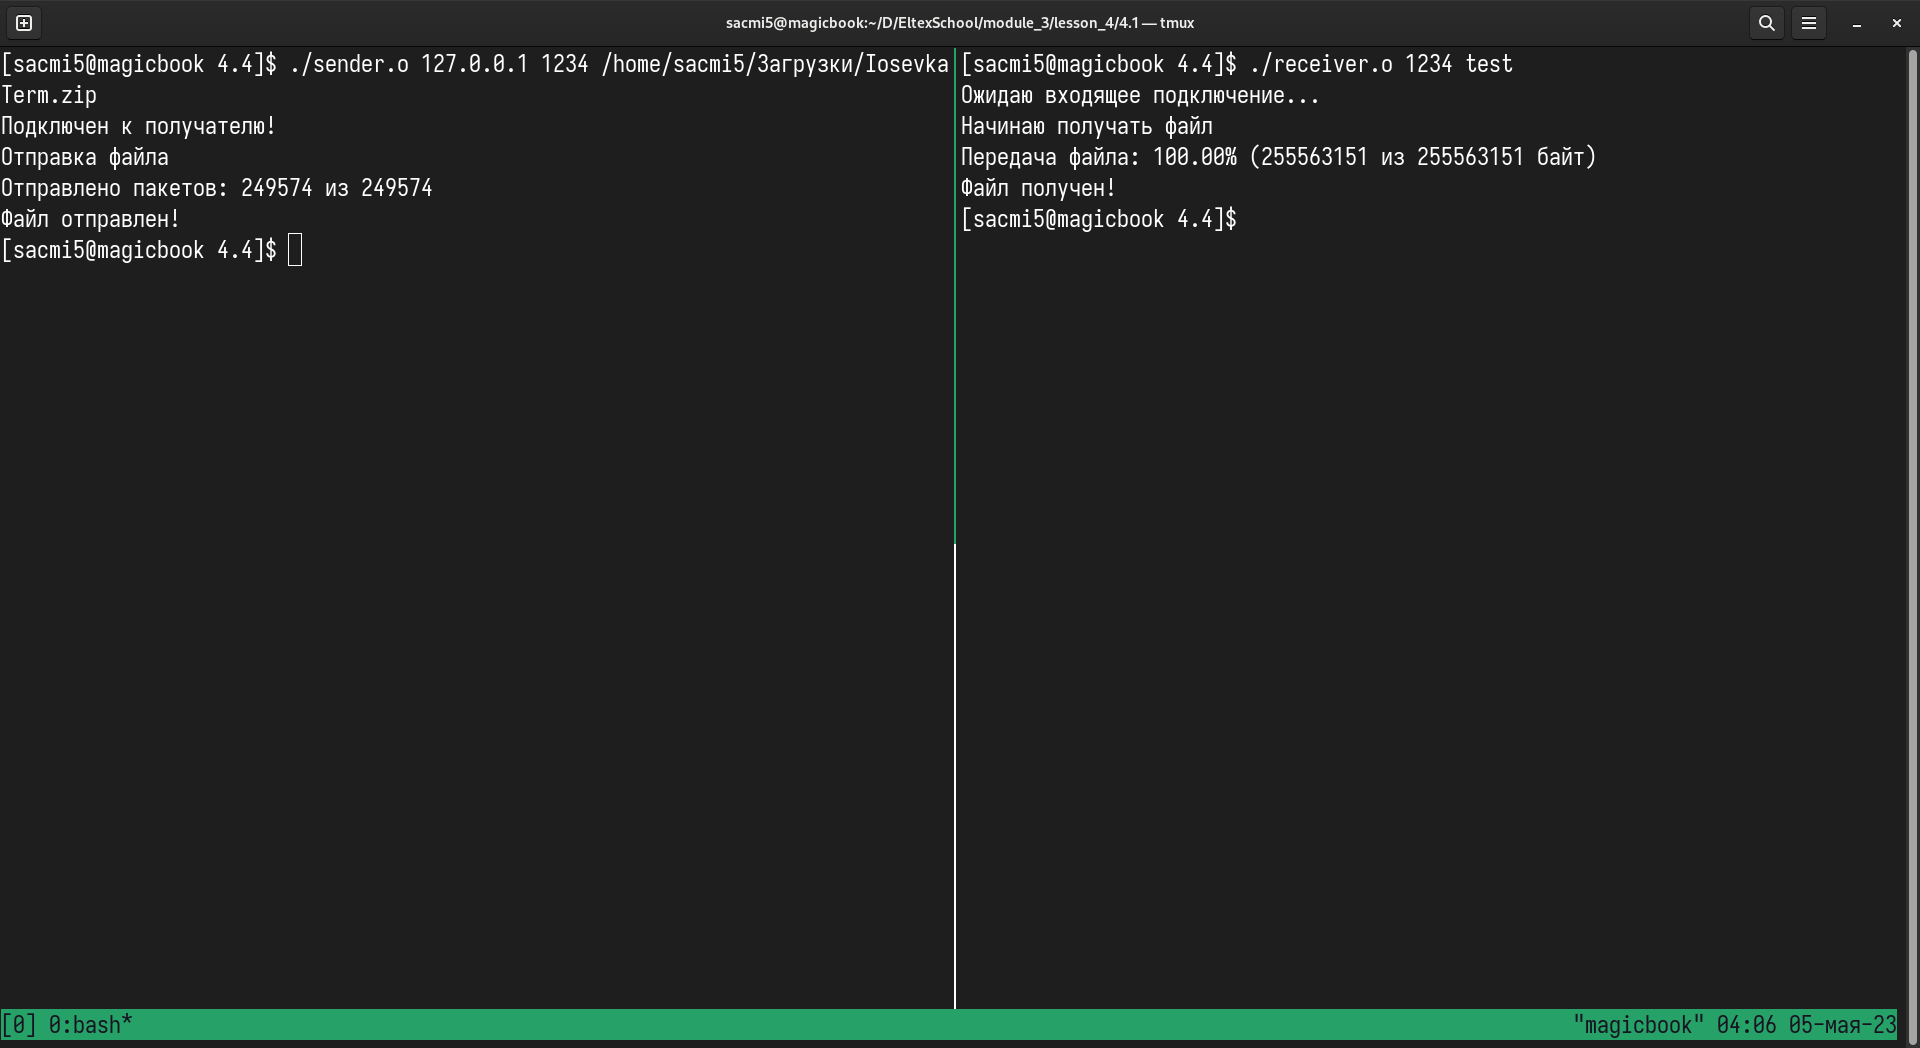 sacmi5@magicbook:~/D/EltexSchool/module_3/lesson_4/4.1 — tmux
[sacmi5@magicbook 4.4]$ ./sender.o 127.0.0.1 1234 /home/sacmi5/Загрузки/Iosevka
Term.zip
Подключен к получателю!
Отправка файла
Отправлено пакетов: 249574 из 249574
Файл отправлен!
[sacmi5@magicbook 4.4]$
[sacmi5@magicbook 4.4]$ ./receiver.o 1234 test
Ожидаю входящее подключение...
Начинаю получать файл
Передача файла: 100.00% (255563151 из 255563151 байт)
Файл получен!
[sacmi5@magicbook 4.4]$
[0] 0:bash*
"magicbook" 04:06 05-мая-23